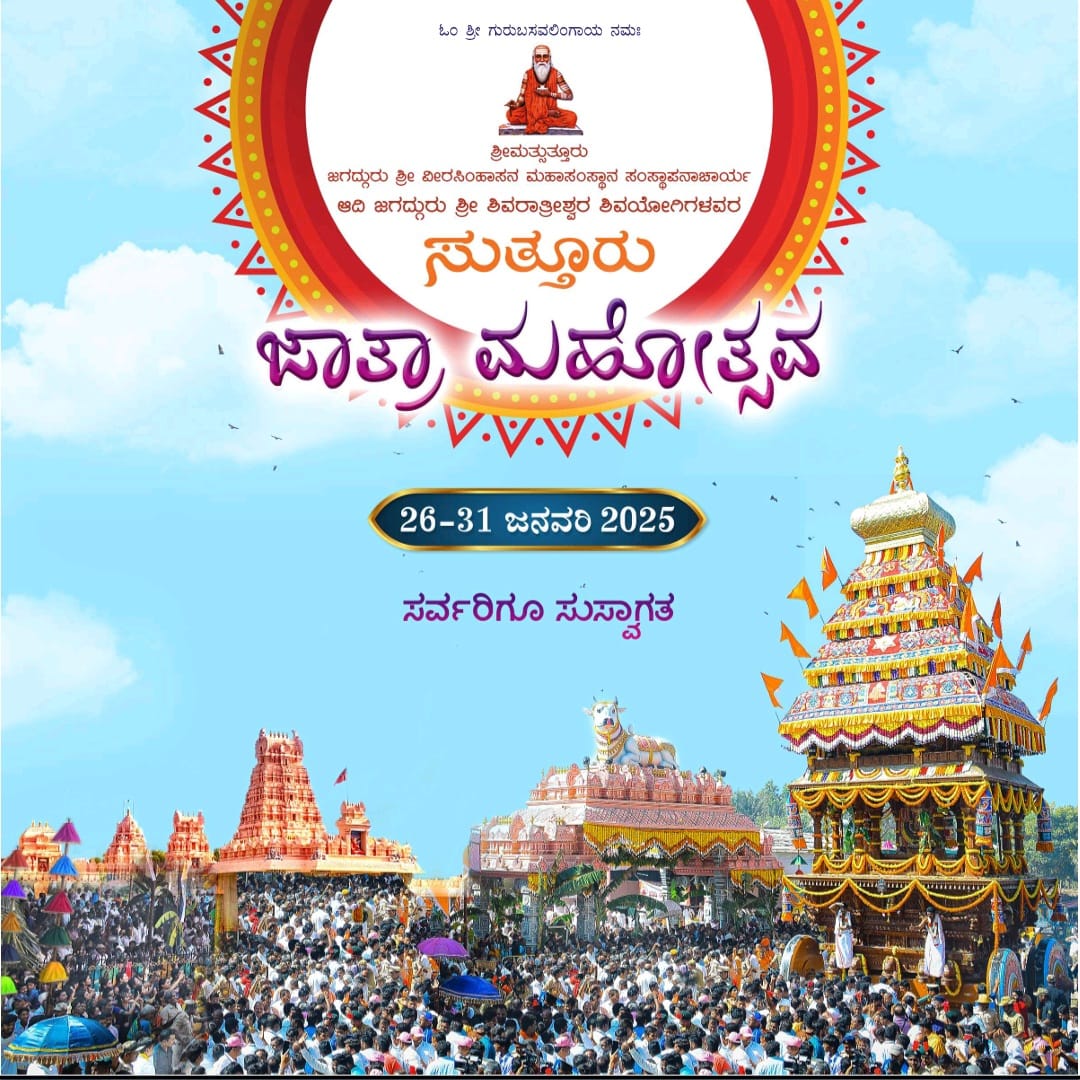 ಓಂ ಶ್ರೀ ಗುರುಬಸವಲಿಂಗಾಯ ನಮಃ
ಶ್ರೀಮತ್ಸುತ್ತೂರು
ಜಗದ್ಗುರು ಶ್ರೀ ವೀರಸಿಂಹಾಸನ ಮಹಾಸಂಸ್ಥಾನ ಸಂಸ್ಥಾಪನಾಚಾರ್ಯ
ಆದಿ ಜಗದ್ಗುರು ಶ್ರೀ ಶಿವರಾತ್ರೀಶ್ವರ ಶಿವಯೋಗಿಗಳವರ
ಸುತ್ತೂರು
ಜಾತ್ರಾ ಮಹೋತ್ಸವ
26-31 ಜನವರಿ 2025
ಸರ್ವರಿಗೂ ಸುಸ್ವಾಗತ